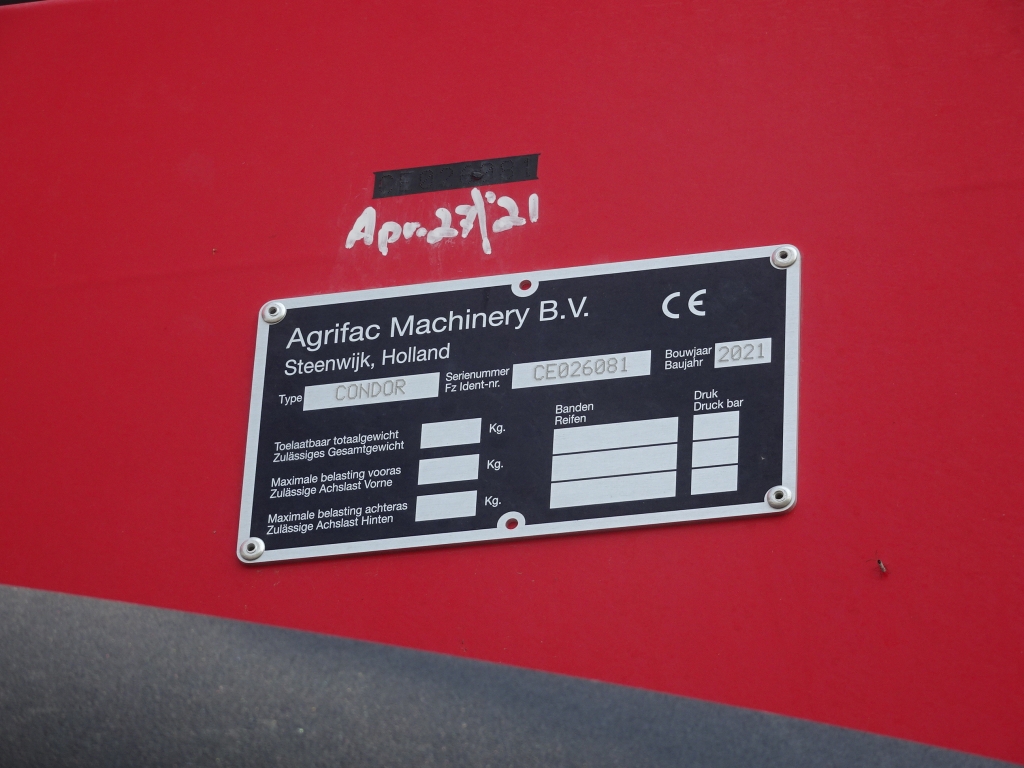 Apr. 27/'21
Agrifac Machinery B.V.
CE
Steenwijk, Holland
Type
CONDOR
Serienummer
Fz Ident-nr.
CE026081
Bouwjaar
Baujahr
2021
Toelaatbaar totaalgewicht
Zulässiges Gesamtgewicht
Kg.
Maximale belasting vooras
Zulässige Achslast Vorne
Kg.
Maximale belasting achteras
Zulässige Achslast Hinten
Kg.
Banden
Reifen
Druk
Druck bar